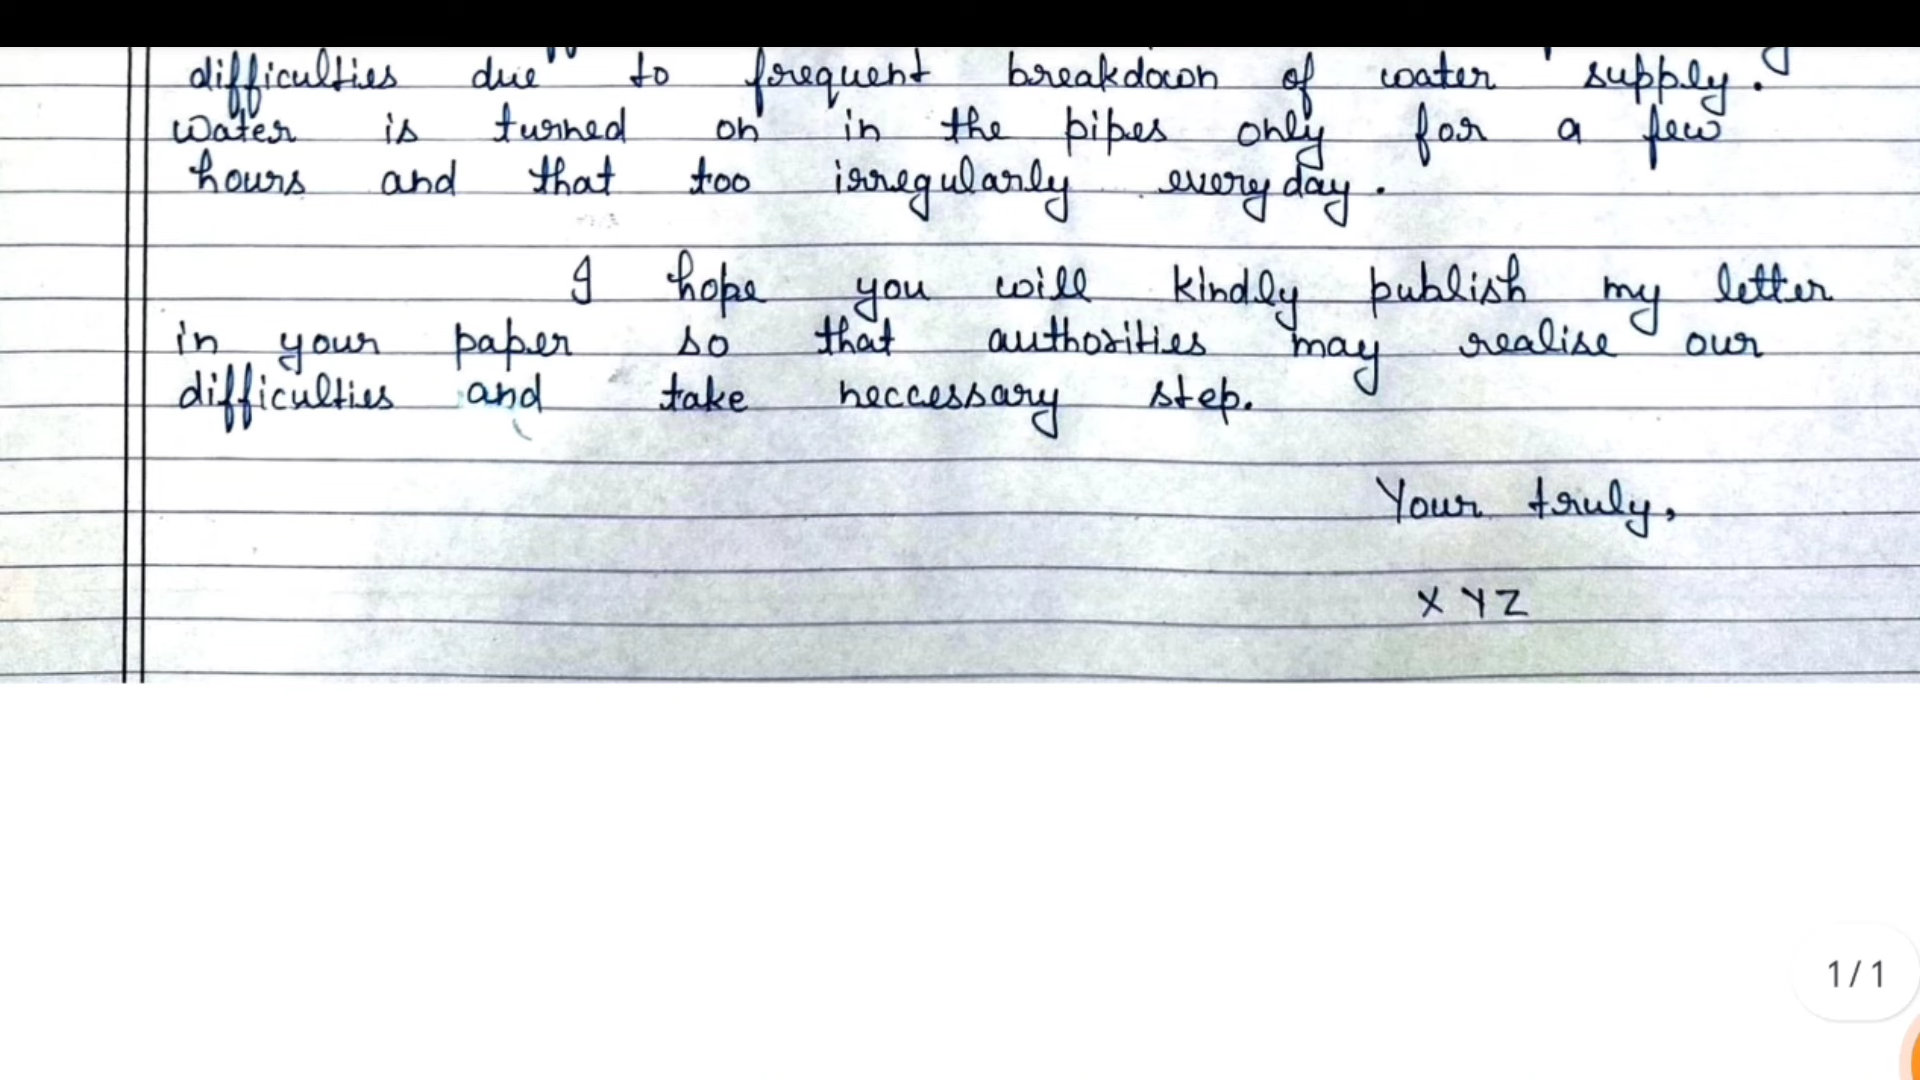 difficulties due to frequent breakdown of water supply.
Water is turned on in the pipes only for a few
hours and that too irregularly everyday.
I hope you will kindly publish my letter
in your paper so that authorities may realise our
difficulties and take neccessary step.
Your truly,
XYZ
1/1